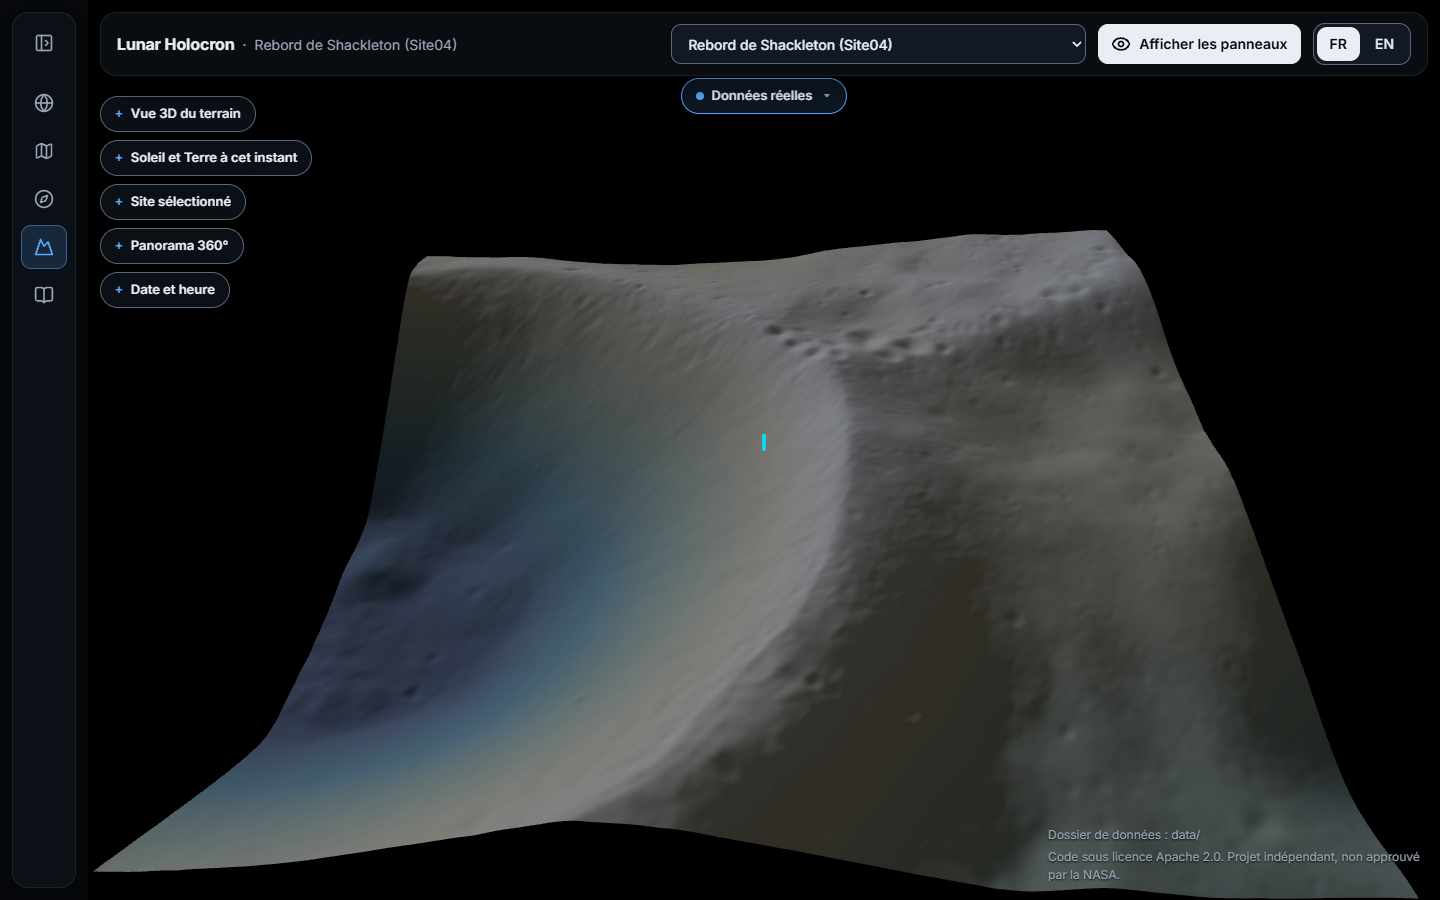 Lunar Holocron · Rebord de Shackleton (Site04)
Rebord de Shackleton (Site04)
Afficher les panneaux
FR
EN
Données réelles
+ Vue 3D du terrain
+ Soleil et Terre à cet instant
+ Site sélectionné
+ Panorama 360°
+ Date et heure
Dossier de données : data/
Code sous licence Apache 2.0. Projet indépendant, non approuvé
par la NASA.